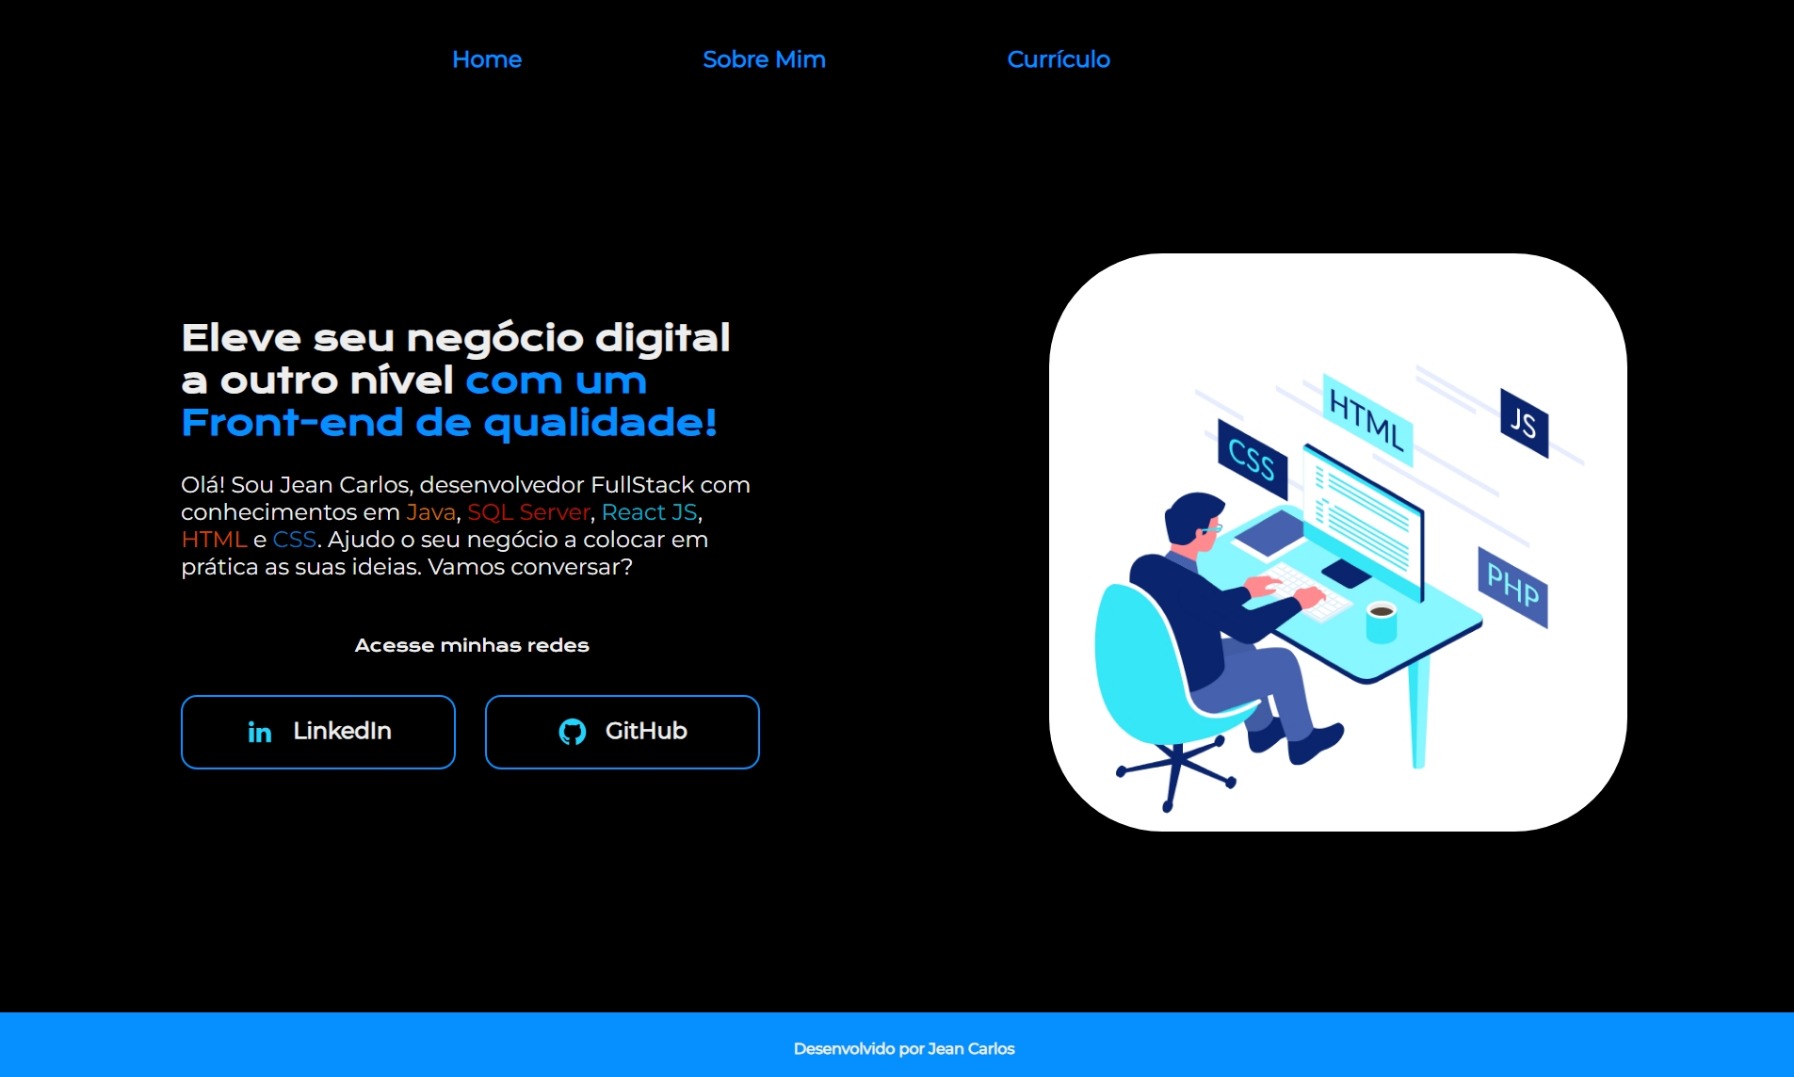 Home
Sobre Mim
Currículo
Eleve seu negócio digital
a outro nível com um
Front-end de qualidade!
Olá! Sou Jean Carlos, desenvolvedor FullStack com
conhecimentos em Java, SQL Server, React JS,
HTML e CSS. Ajudo o seu negócio a colocar em
prática as suas ideias. Vamos conversar?
Acesse minhas redes
LinkedIn
GitHub
HTML
JS
CSS
PHP
Desenvolvido por Jean Carlos